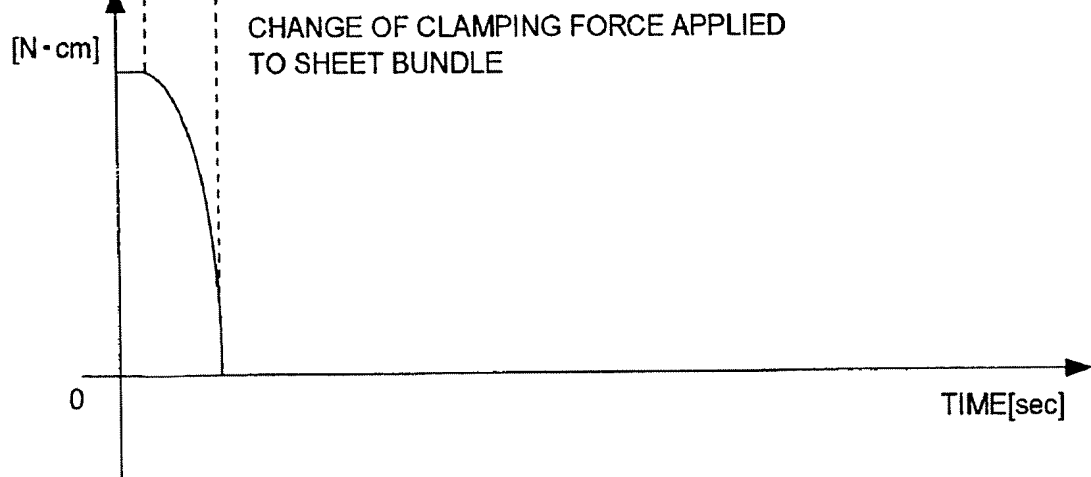 CHANGE OF CLAMPING FORCE APPLIED
TO SHEET BUNDLE
[N·cm]
0
TIME[sec]